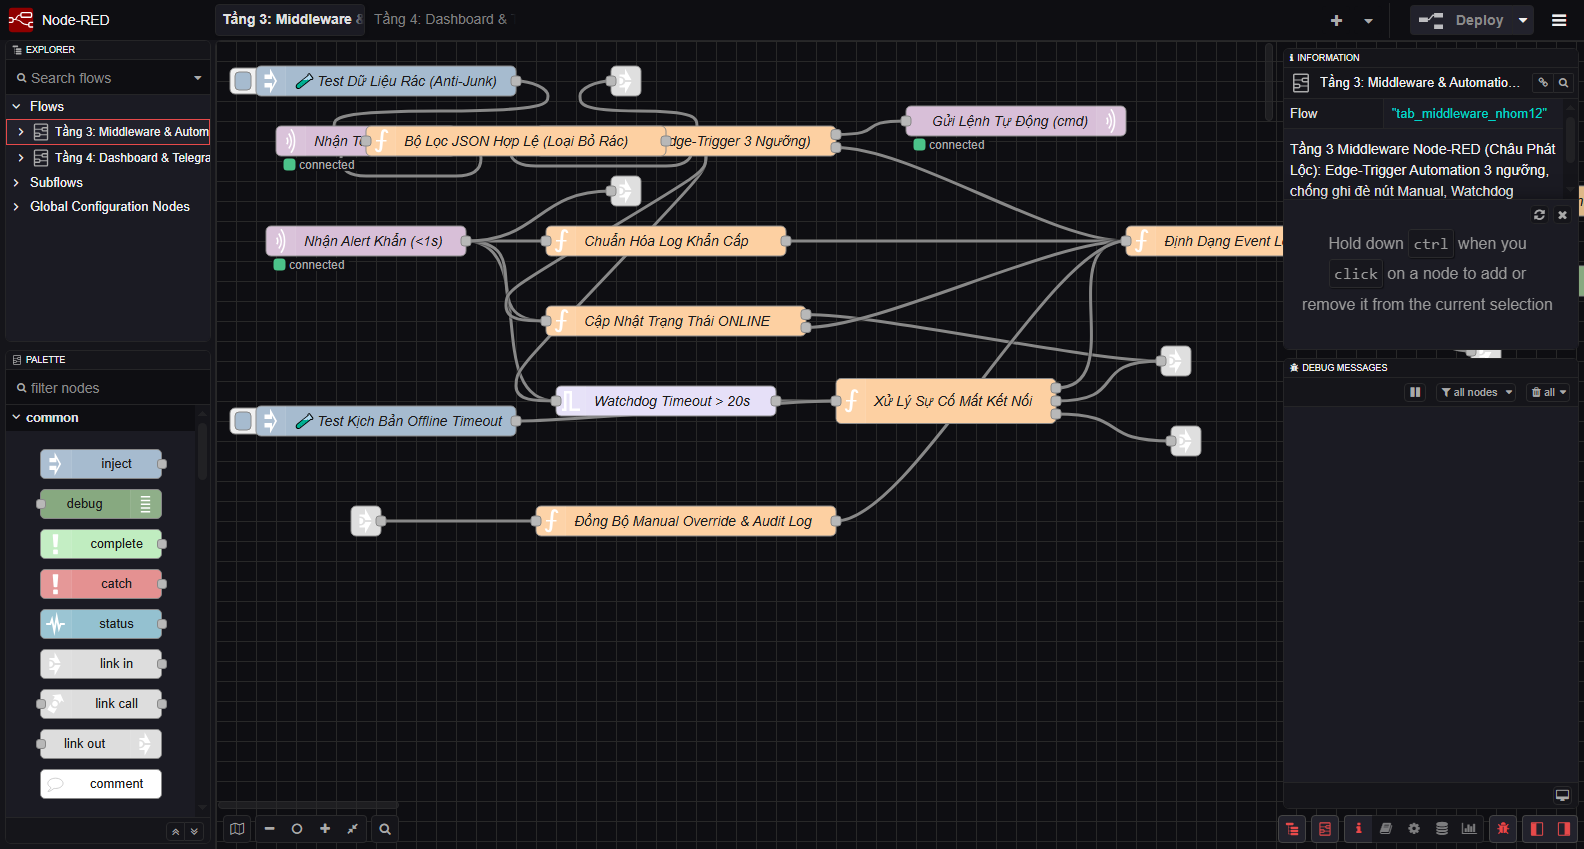 Node-RED
Tầng 3: Middleware &
Tầng 4: Dashboard &
Deploy
EXPLORER
Search flows
Flows
Tầng 3: Middleware & Autom
Tầng 4: Dashboard & Telegra
Subflows
Global Configuration Nodes
PALETTE
filter nodes
common
inject
debug
complete
catch
status
link in
link call
link out
comment
Test Dữ Liệu Rác (Anti-Junk)
Nhận
Bộ Lọc JSON Hợp Lệ (Loại Bỏ Rác)
dge-Trigger 3 Ngưỡng)
connected
Gửi Lệnh Tự Động (cmd)
connected
Nhận Alert Khẩn (<1s)
connected
Chuẩn Hóa Log Khẩn Cấp
Định Dạng Event L
Cập Nhật Trạng Thái ONLINE
Watchdog Timeout > 20s
Xử Lý Sự Cố Mất Kết Nối
Test Kịch Bản Offline Timeout
Đồng Bộ Manual Override & Audit Log
INFORMATION
Tầng 3: Middleware & Automatio...
Flow
"tab_middleware_nhom12"
Tầng 3 Middleware Node-RED (Châu Phát
Lộc): Edge-Trigger Automation 3 ngưỡng,
chống ghi đè nút Manual, Watchdog
Hold down ctrl when you
click on a node to add or
remove it from the current selection
DEBUG MESSAGES
all nodes
all